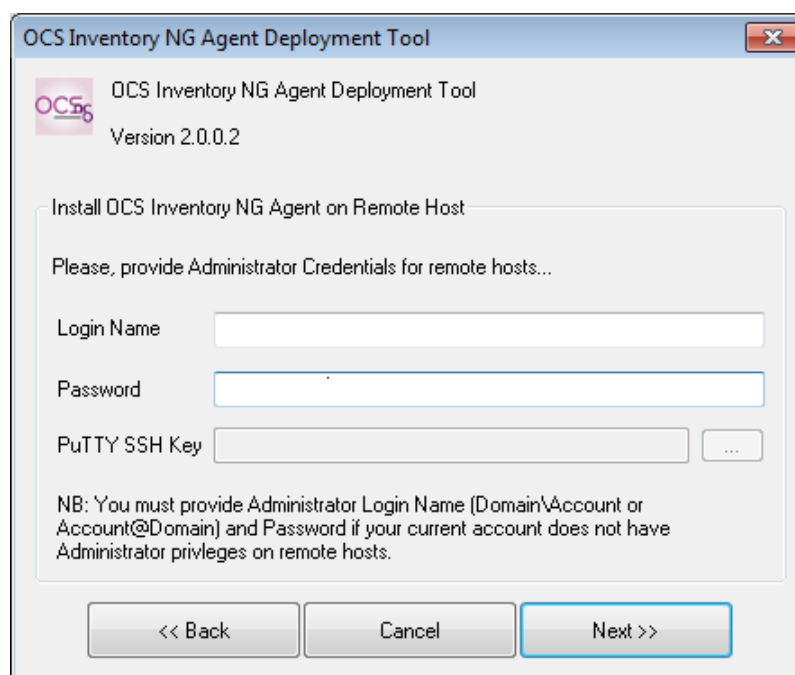 OCS Inventory NG Agent Deployment Tool
OCSng
OCS Inventory NG Agent Deployment Tool
Version 2.0.0.2
Install OCS Inventory NG Agent on Remote Host
Please, provide Administrator Credentials for remote hosts...
Login Name
Password
PuTTY SSH Key
...
NB: You must provide Administrator Login Name (Domain\Account or
Account@Domain) and Password if your current account does not have
Administrator privleges on remote hosts.
<< Back
Cancel
Next >>